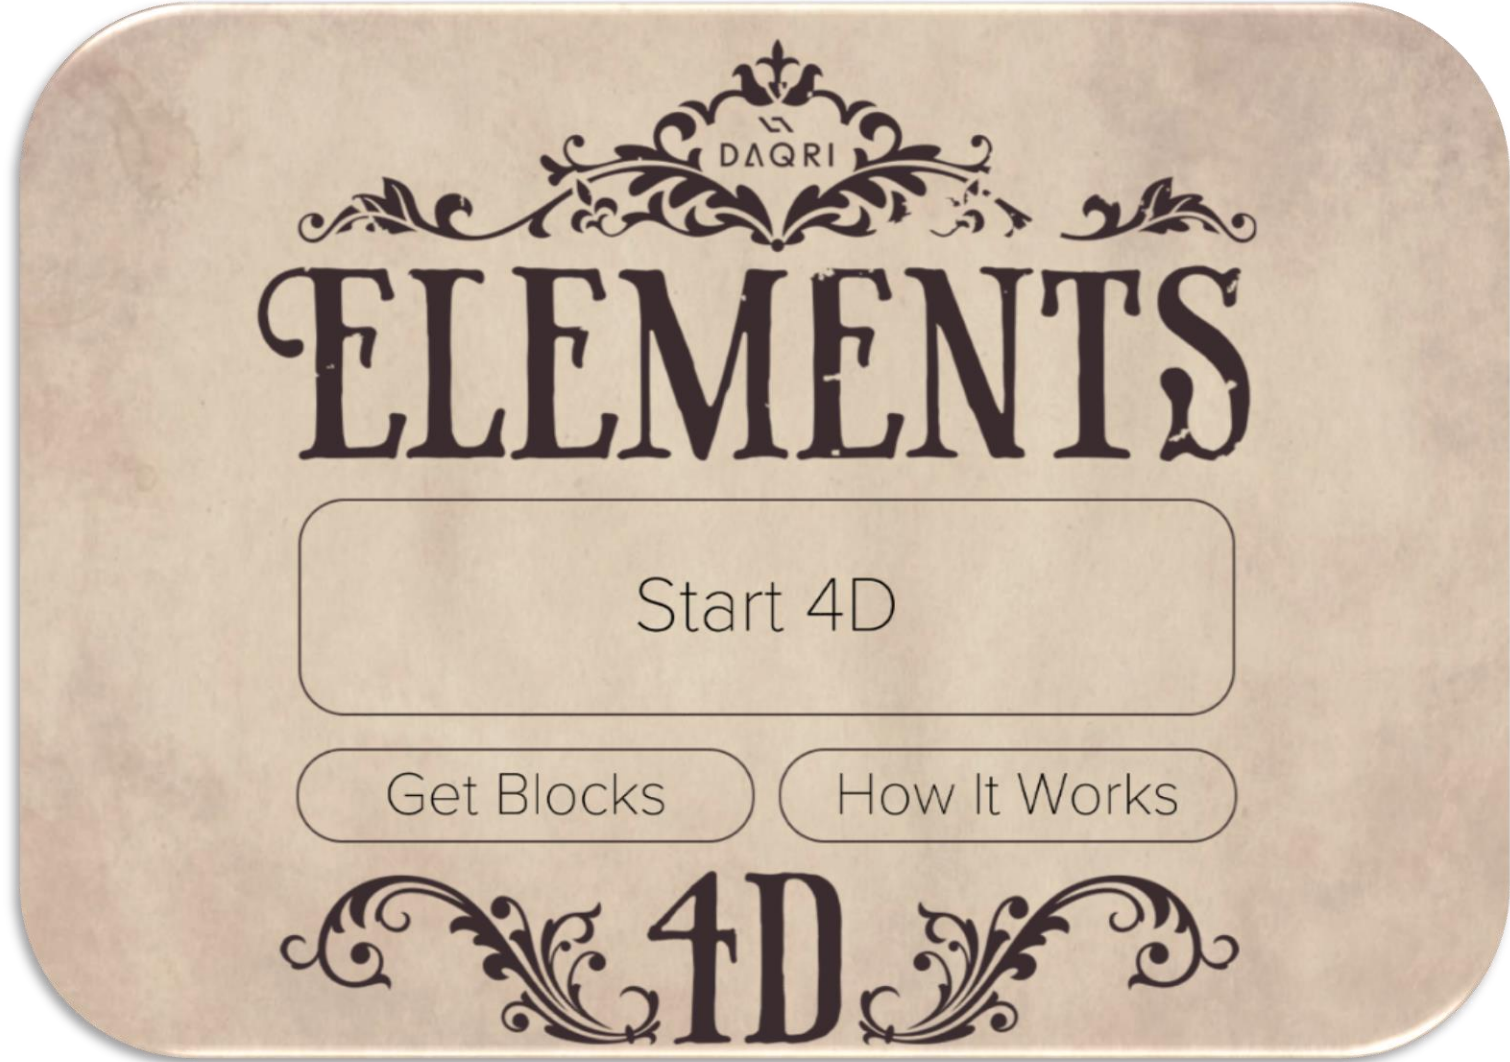 DAQRI
ELEMENTS
Start 4D
Get Blocks
How It Works
4D